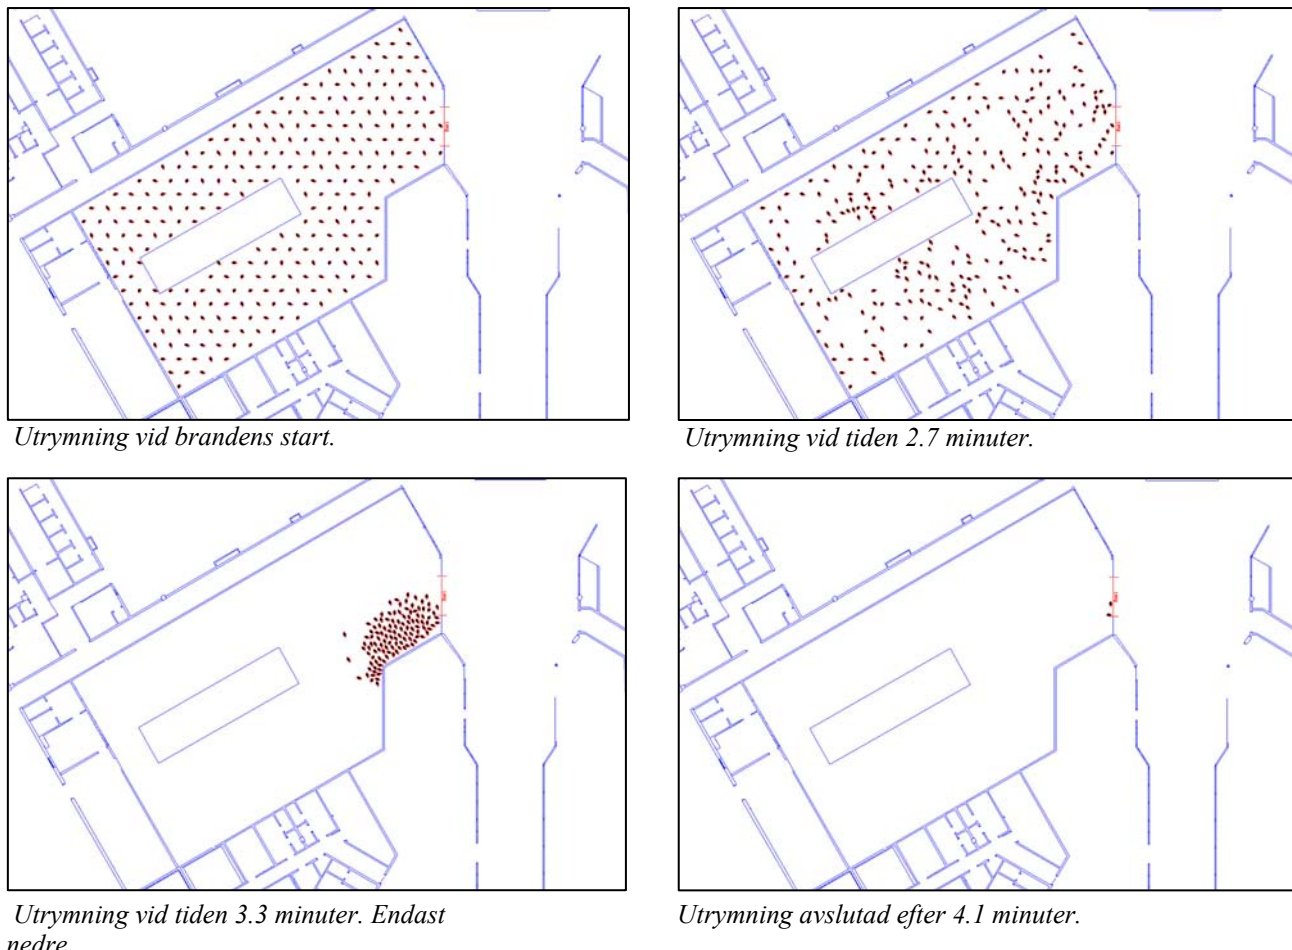 Utrymning vid brandens start.
Utrymning vid tiden 2.7 minuter.
Utrymning vid tiden 3.3 minuter. Endast
nedre
Utrymning avslutad efter 4.1 minuter.